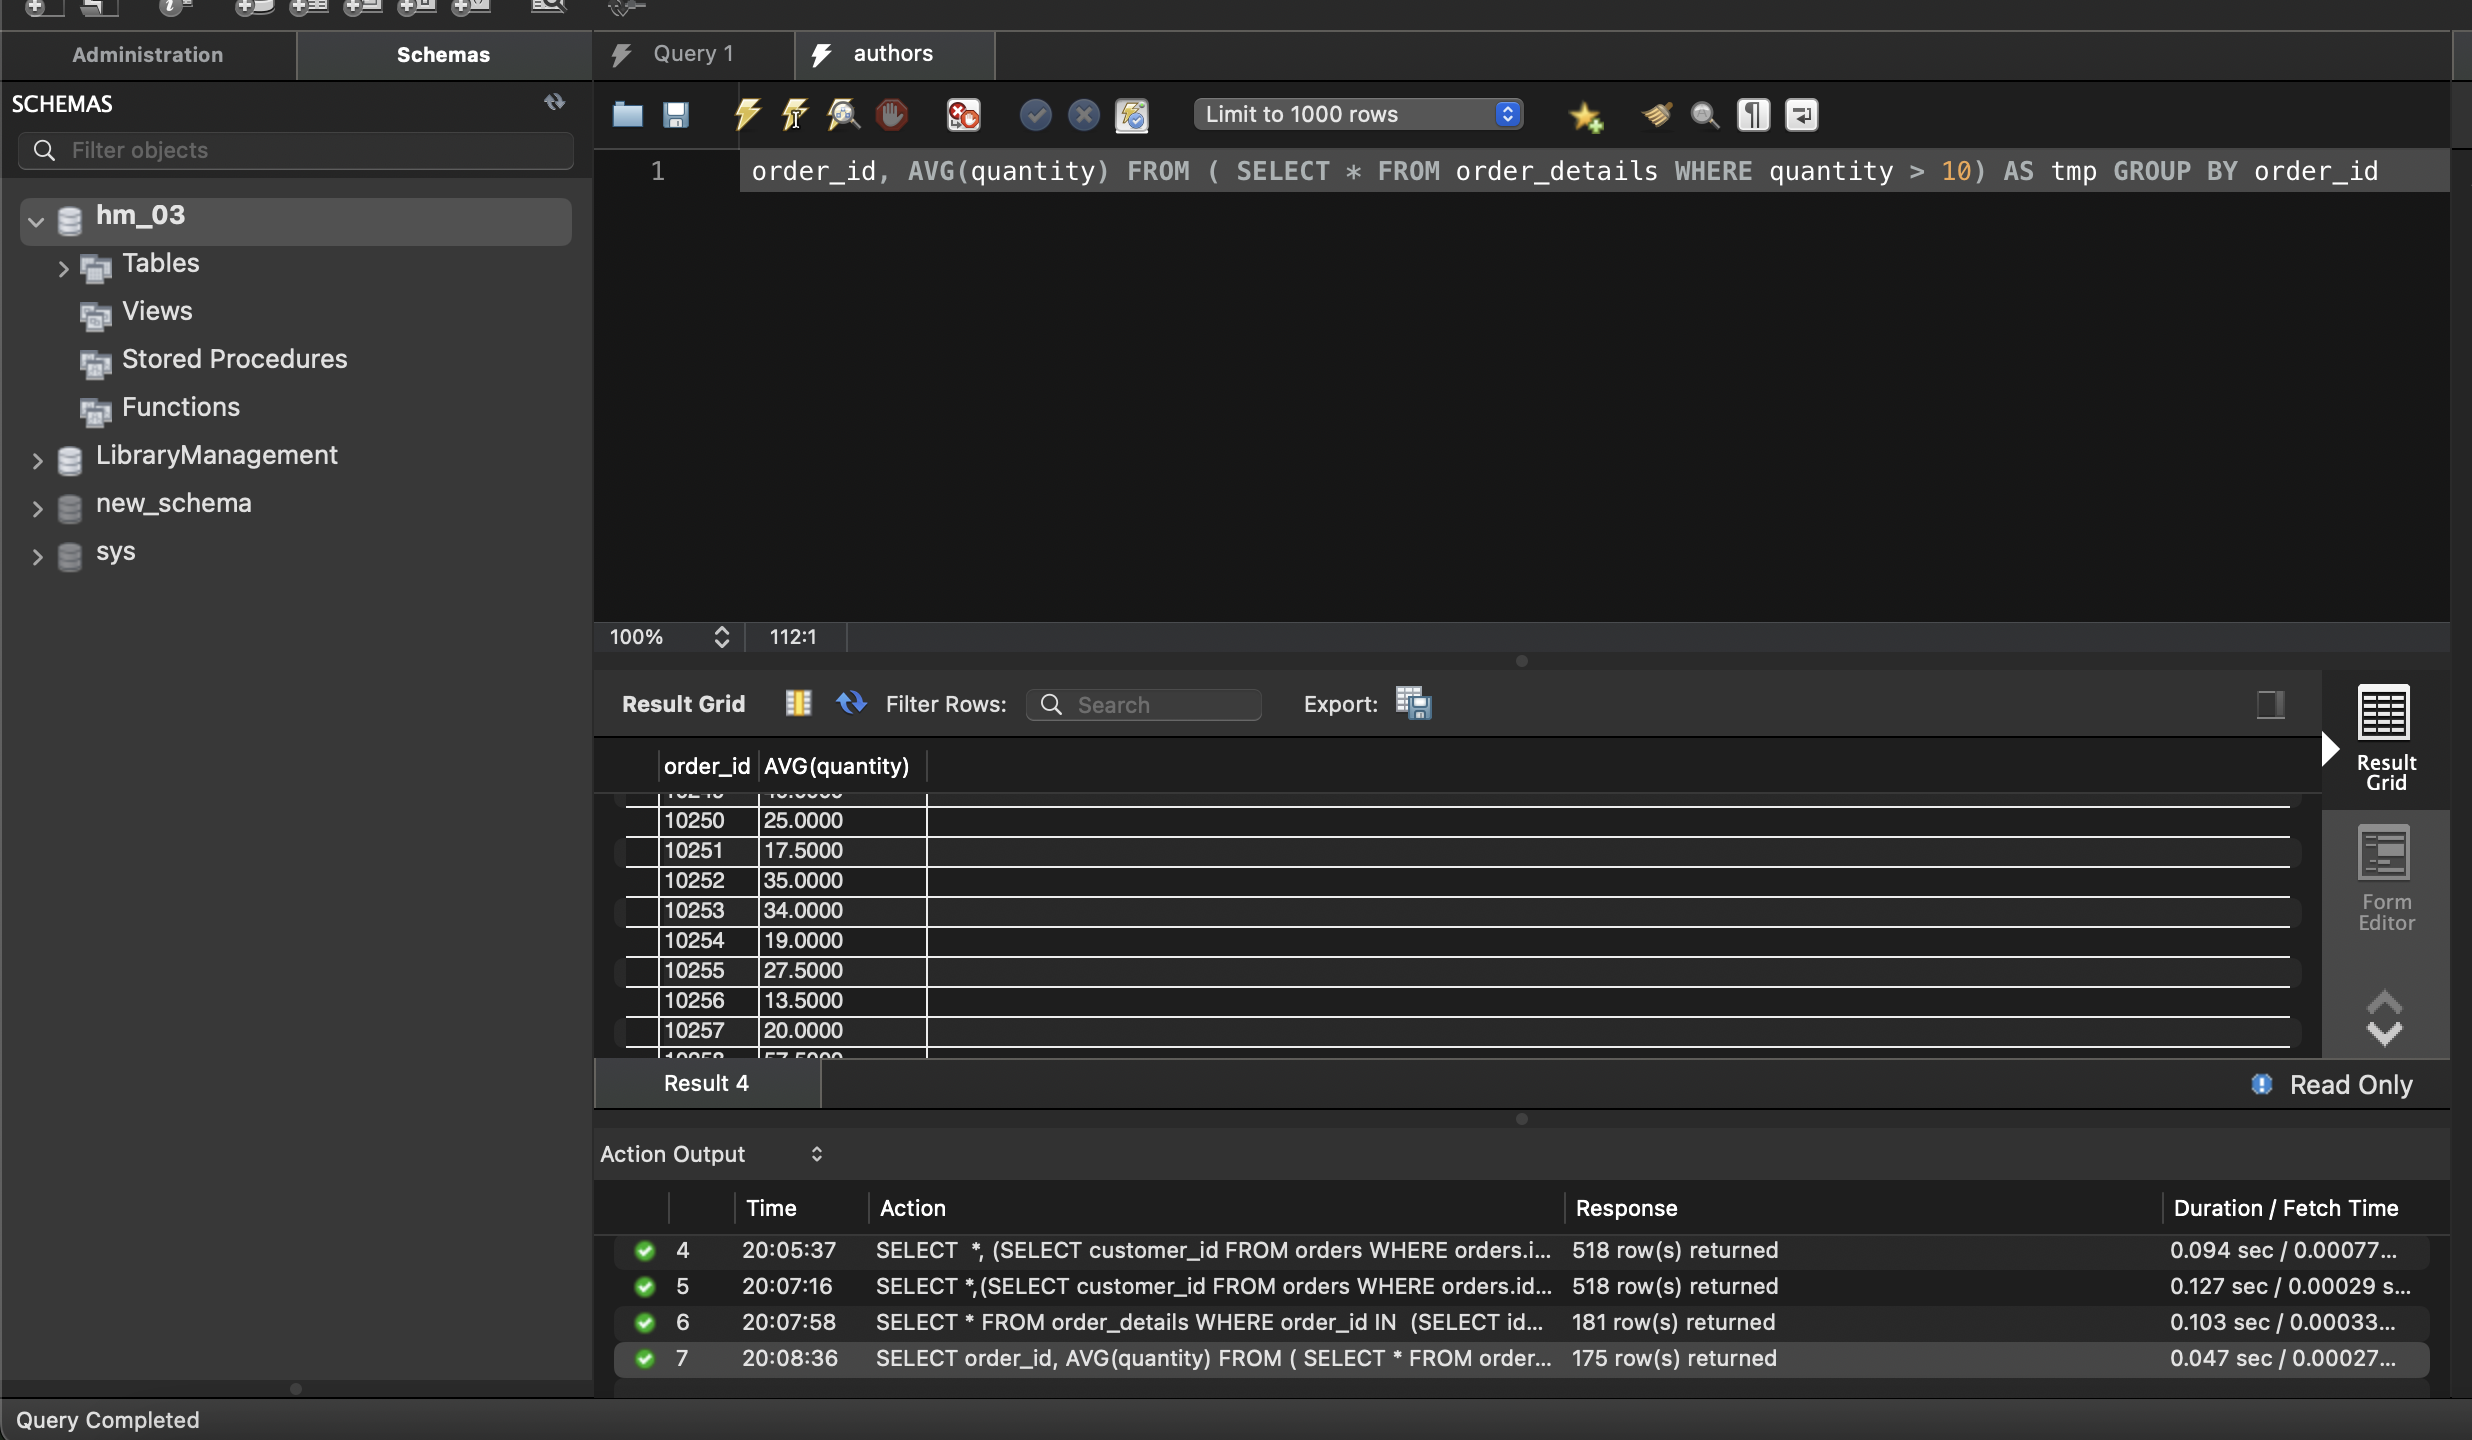 Administration
Schemas
Query 1
authors
SCHEMAS
Filter objects
Limit to 1000 rows
1
order_id, AVG(quantity) FROM ( SELECT * FROM order_details WHERE quantity > 10) AS tmp GROUP BY order_id
hm_03
Tables
Views
Stored Procedures
Functions
LibraryManagement
new_schema
sys
100%
112:1
Result Grid
Filter Rows:
Search
Export:
Result
Grid
Form
Editor
order_id AVG(quantity)
10250 25.0000
10251 17.5000
10252 35.0000
10253 34.0000
10254 19.0000
10255 27.5000
10256 13.5000
10257 20.0000
Result 4
Read Only
Action Output
Time Action Response Duration / Fetch Time
4 20:05:37 SELECT *, (SELECT customer_id FROM orders WHERE orders.i... 518 row(s) returned 0.094 sec / 0.00077...
5 20:07:16 SELECT *,(SELECT customer_id FROM orders WHERE orders.id... 518 row(s) returned 0.127 sec / 0.00029 s...
6 20:07:58 SELECT * FROM order_details WHERE order_id IN (SELECT id... 181 row(s) returned 0.103 sec / 0.00033...
7 20:08:36 SELECT order_id, AVG(quantity) FROM ( SELECT * FROM order... 175 row(s) returned 0.047 sec / 0.00027...
Query Completed